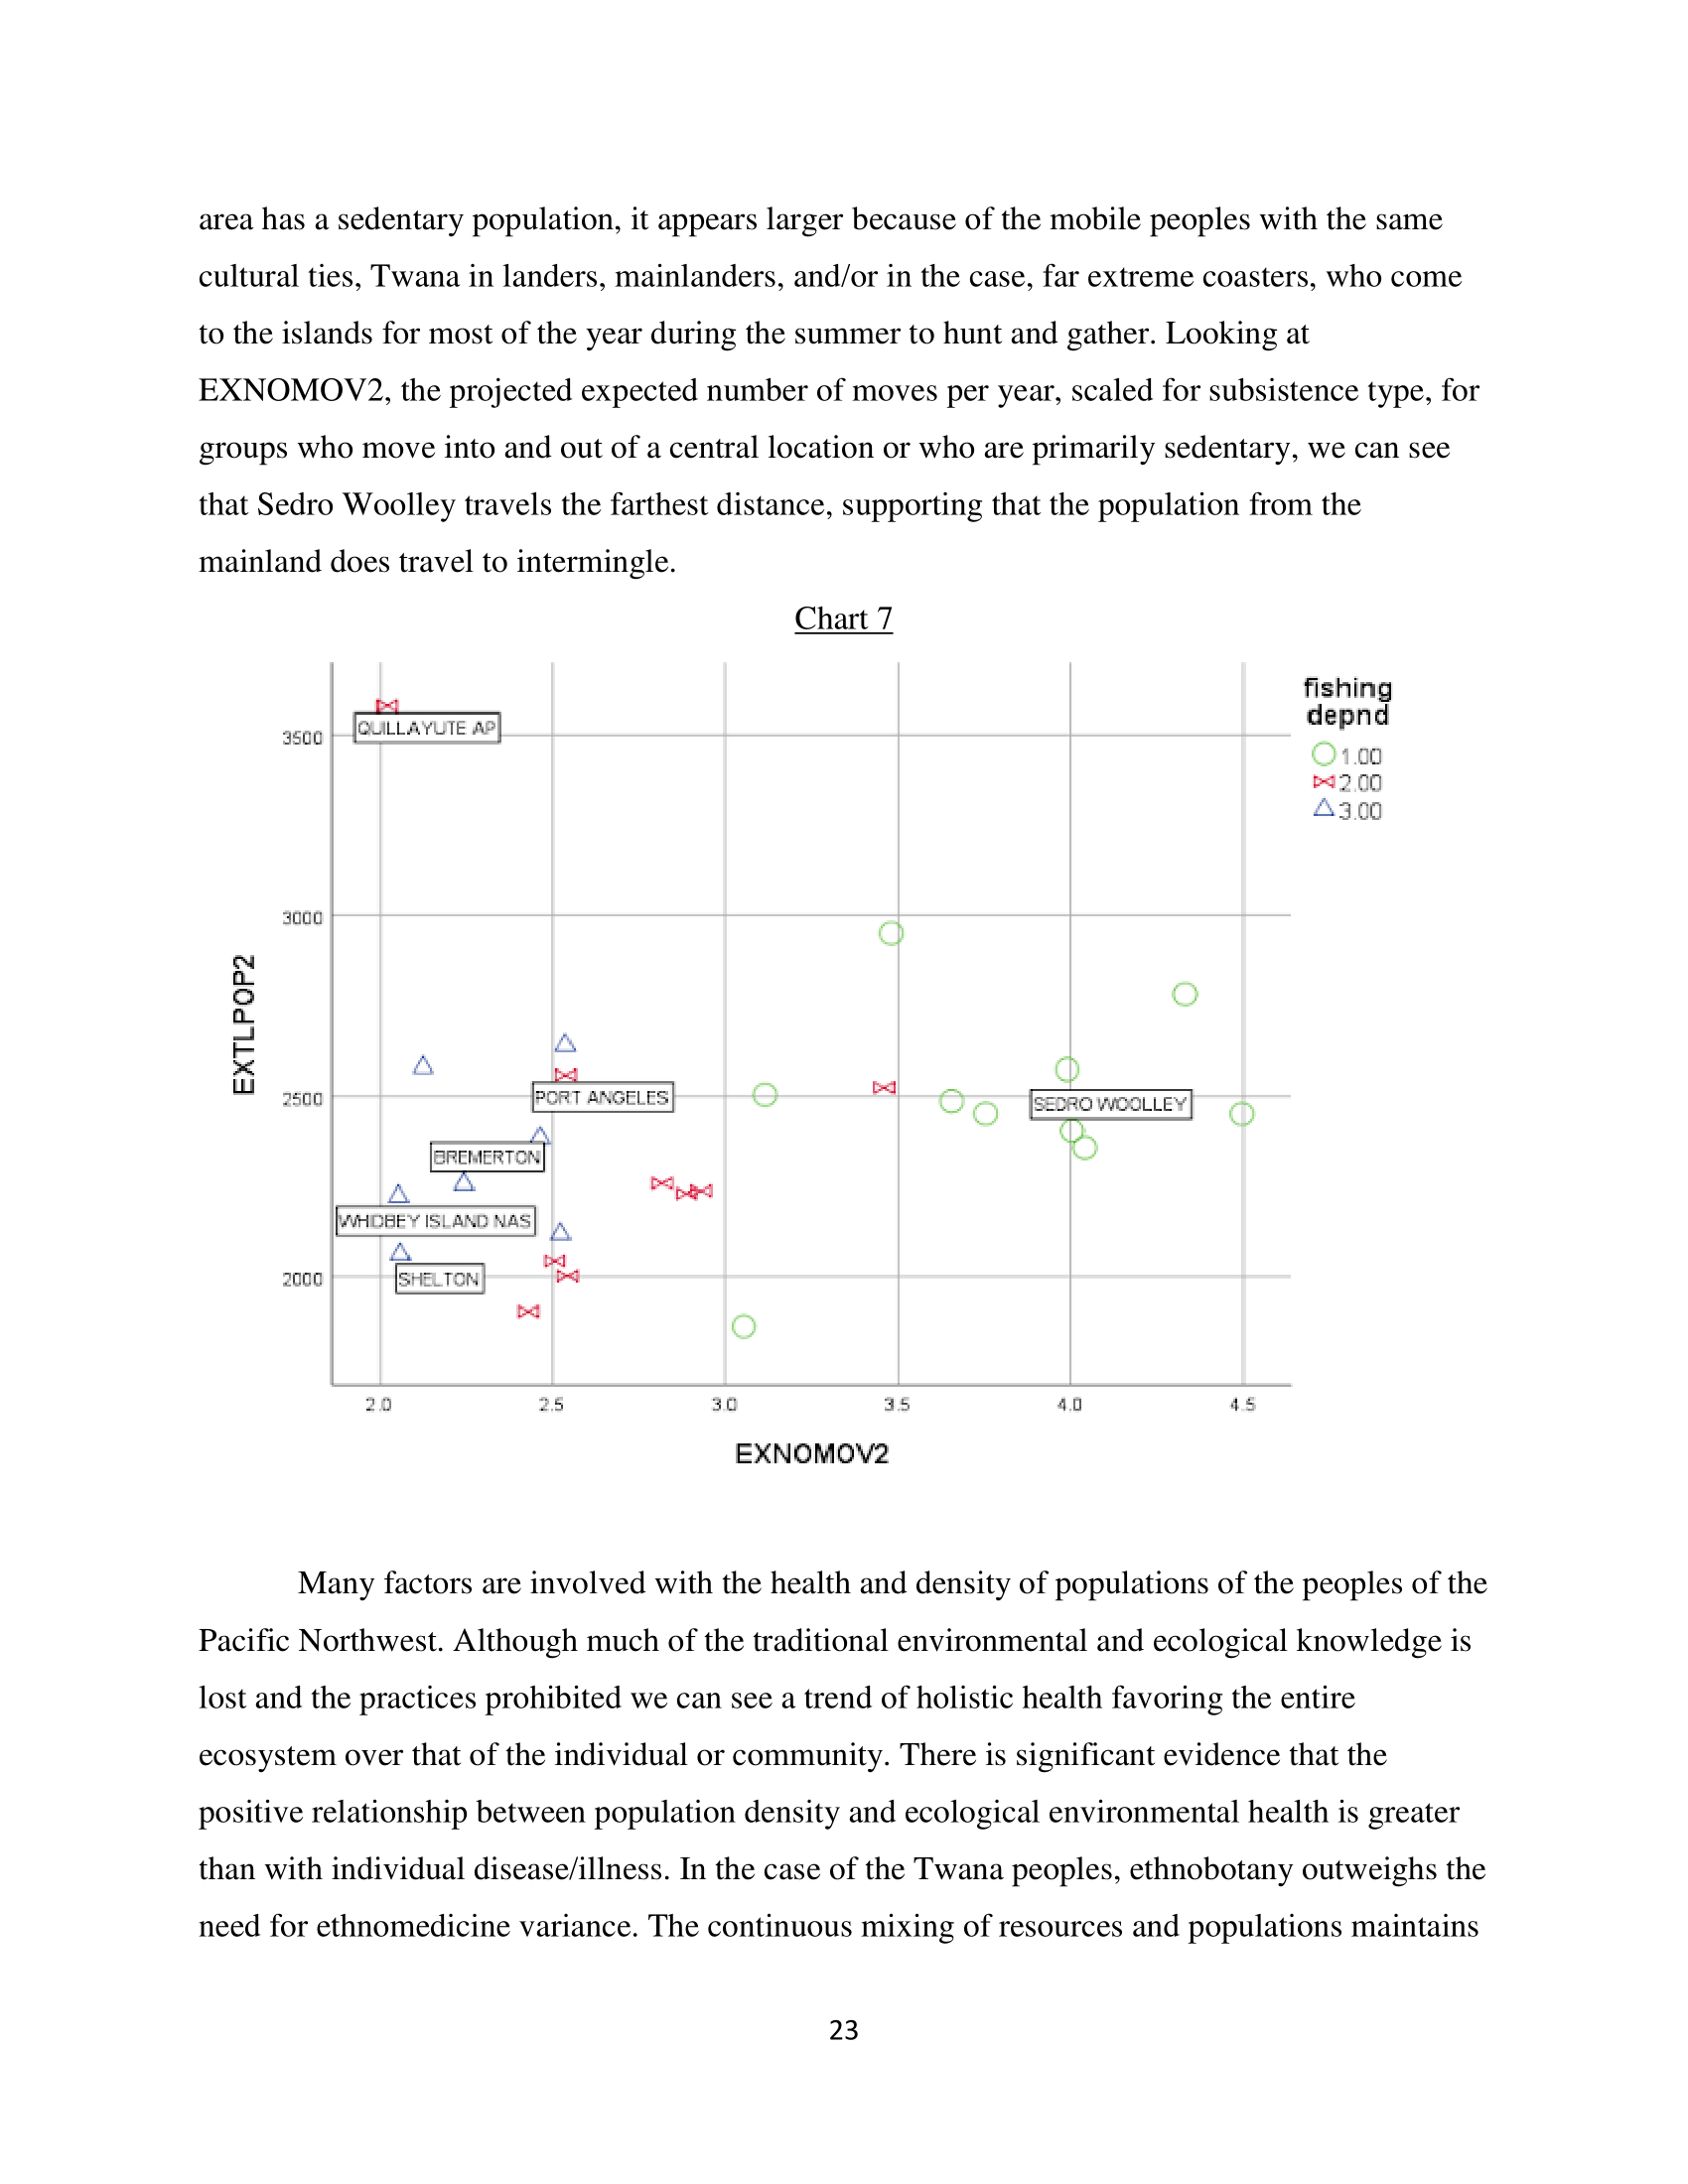 area has a sedentary population, it appears larger because of the mobile peoples with the same
cultural ties, Twana in landers, mainlanders, and/or in the case, far extreme coasters, who come
to the islands for most of the year during the summer to hunt and gather. Looking at
EXNOMOV2, the projected expected number of moves per year, scaled for subsistence type, for
groups who move into and out of a central location or who are primarily sedentary, we can see
that Sedro Woolley travels the farthest distance, supporting that the population from the
mainland does travel to intermingle.
Chart 7
fishing
depnd
1.00
2.00
3.00
EXTLPOP2
3500
3000
2500
2000
QUILLAYUTE AP
PORT ANGELES
SEDRO WOOLLEY
BREMERTON
WHIDBEY ISLAND NAS
SHELTON
2.0 2.5 3.0 3.5 4.0 4.5
EXNOMOV2
Many factors are involved with the health and density of populations of the peoples of the
Pacific Northwest. Although much of the traditional environmental and ecological knowledge is
lost and the practices prohibited we can see a trend of holistic health favoring the entire
ecosystem over that of the individual or community. There is significant evidence that the
positive relationship between population density and ecological environmental health is greater
than with individual disease/illness. In the case of the Twana peoples, ethnobotany outweighs the
need for ethnomedicine variance. The continuous mixing of resources and populations maintains
23